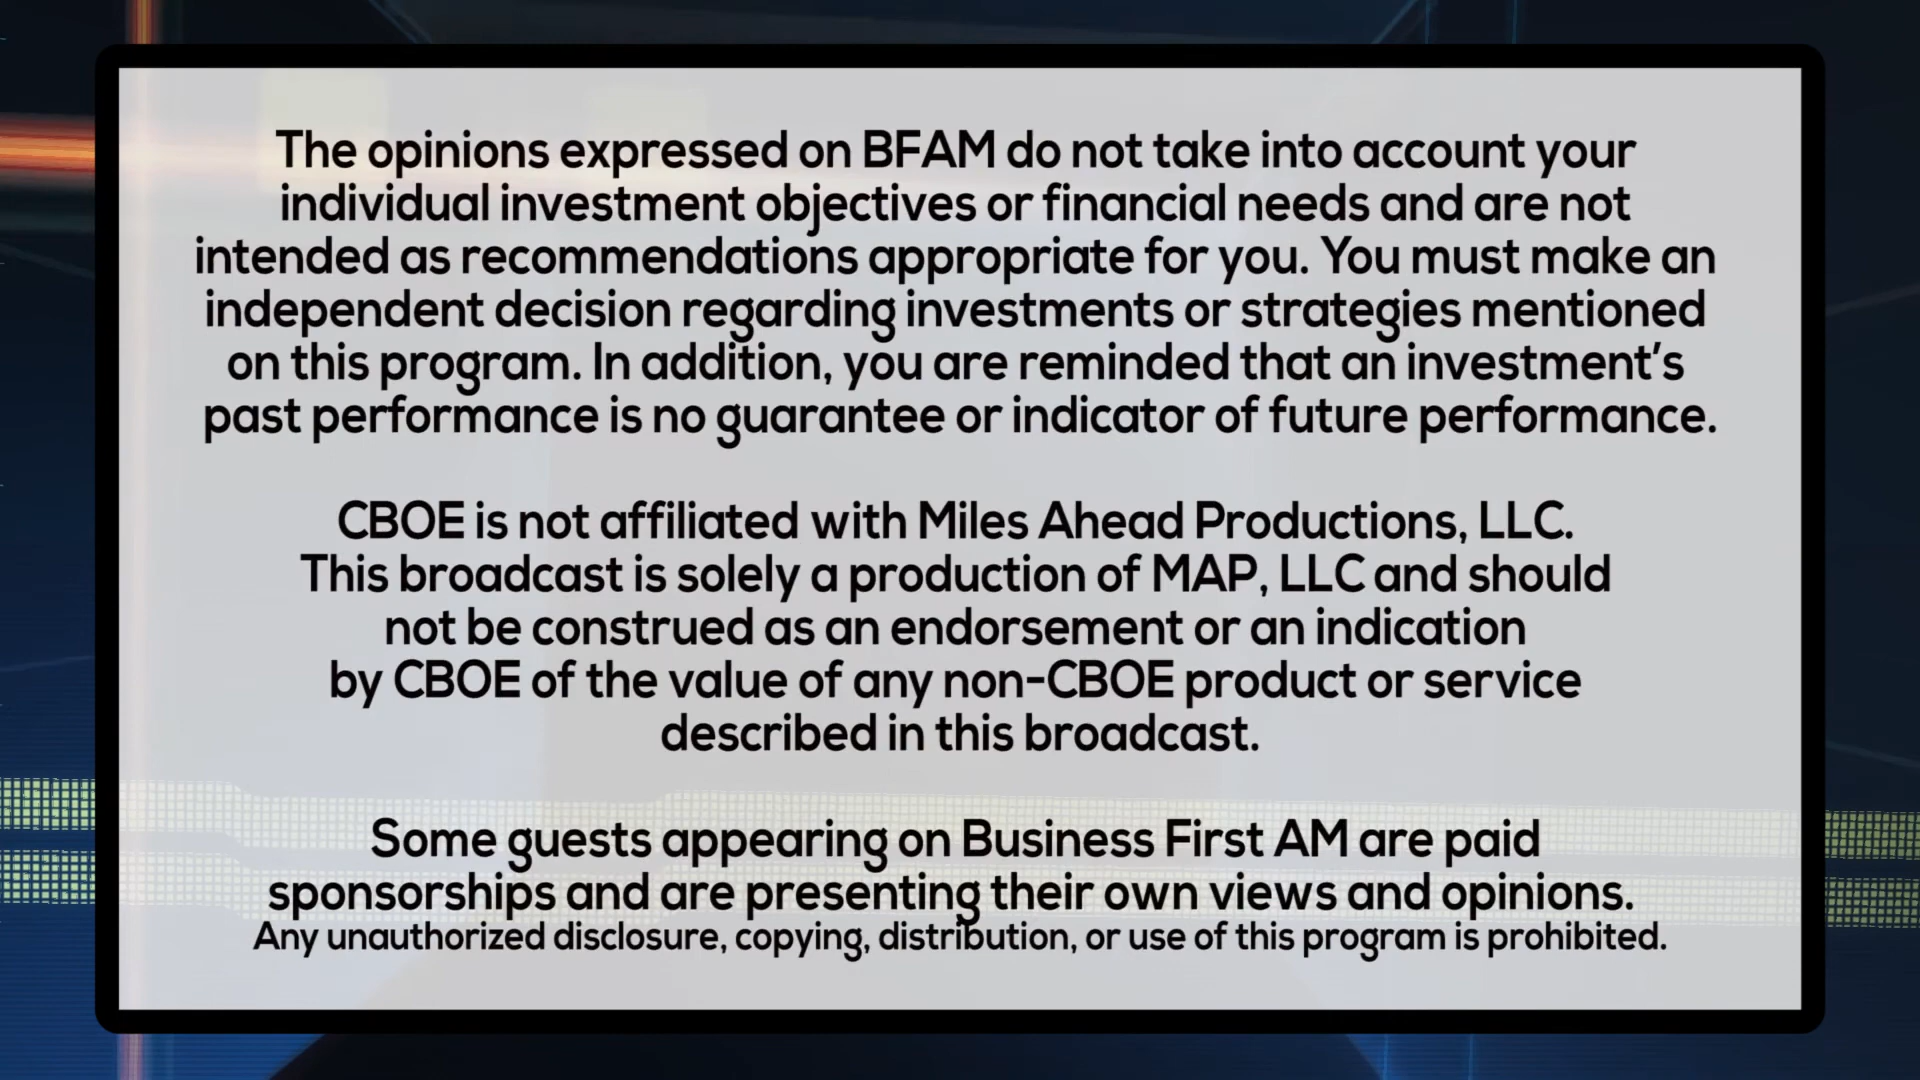 The opinions expressed on BFAM do not take into account your
individual investment objectives or financial needs and are not
intended as recommendations appropriate for you. You must make an
independent decision regarding investments or strategies mentioned
on this program. In addition, you are reminded that an investment’s
past performance is no guarantee or indicator of future performance.
CBOE is not affiliated with Miles Ahead Productions, LLC.
This broadcast is solely a production of MAP, LLC and should
not be construed as an endorsement or an indication
by CBOE of the value of any non-CBOE product or service
described in this broadcast.
Some guests appearing on Business First AM are paid
sponsorships and are presenting their own views and opinions.
Any unauthorized disclosure, copying, distribution, or use of this program is prohibited.